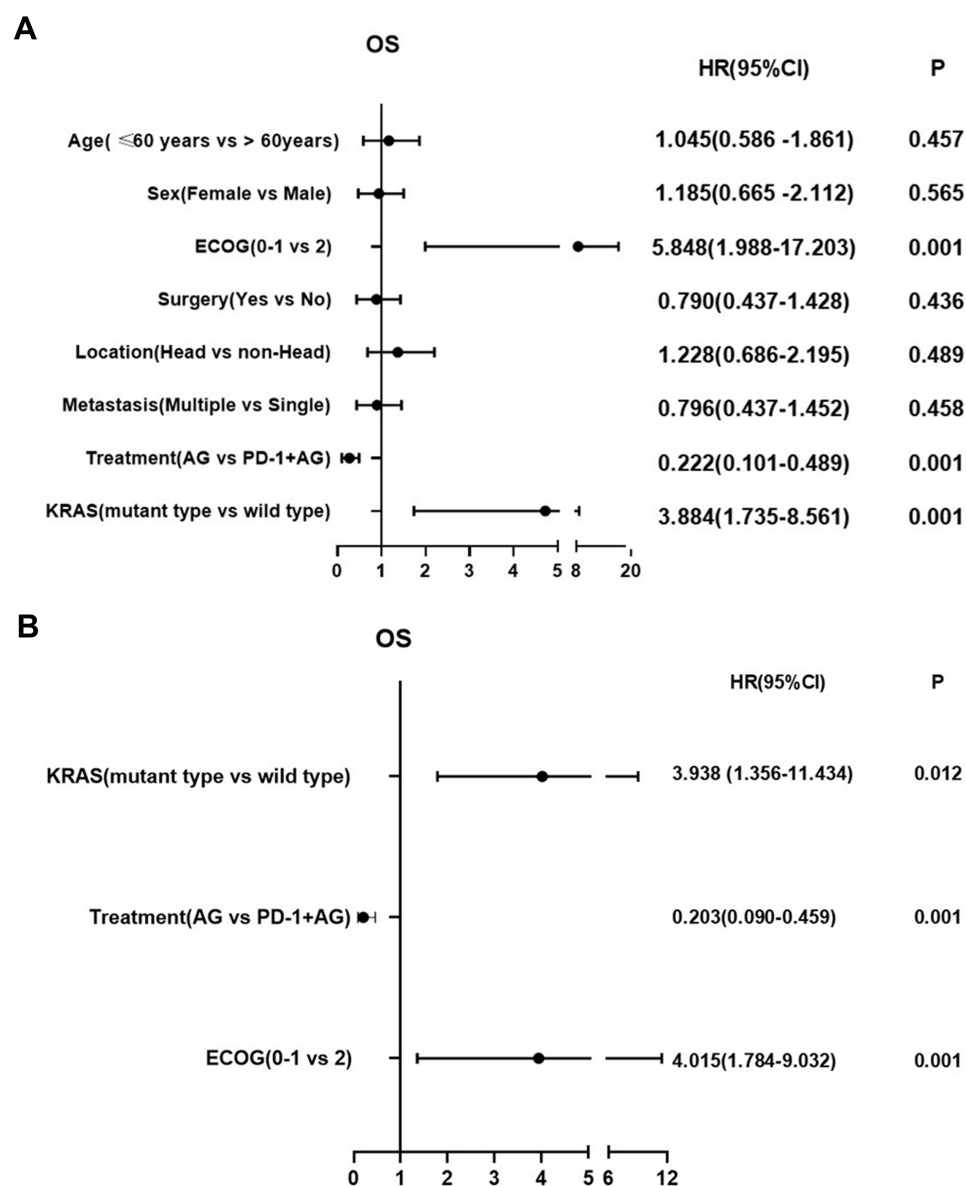 A
OS
HR(95%CI) P
Age( ⩽60 years vs > 60years) 1.045(0.586 -1.861) 0.457
Sex(Female vs Male) 1.185(0.665 -2.112) 0.565
ECOG(0-1 vs 2) 5.848(1.988-17.203) 0.001
Surgery(Yes vs No) 0.790(0.437-1.428) 0.436
Location(Head vs non-Head) 1.228(0.686-2.195) 0.489
Metastasis(Multiple vs Single) 0.796(0.437-1.452) 0.458
Treatment(AG vs PD-1+AG) 0.222(0.101-0.489) 0.001
KRAS(mutant type vs wild type) 3.884(1.735-8.561) 0.001
0 1 2 3 4 5 8 20
B
OS
HR(95%CI) P
KRAS(mutant type vs wild type) 3.938 (1.356-11.434) 0.012
Treatment(AG vs PD-1+AG) 0.203(0.090-0.459) 0.001
ECOG(0-1 vs 2) 4.015(1.784-9.032) 0.001
0 1 2 3 4 5 6 12